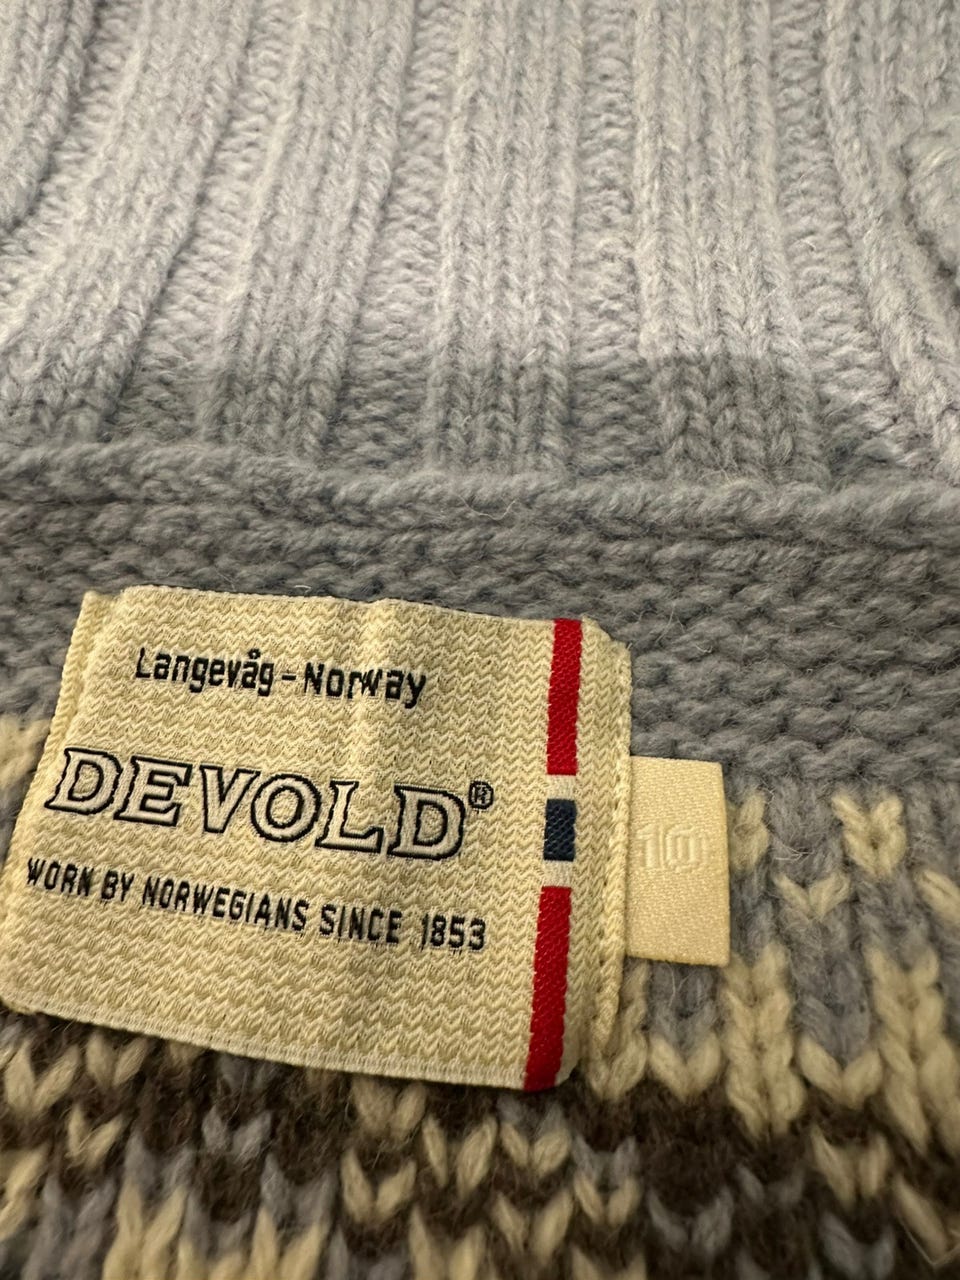 Langevåg - Norway
DEVOLD®
WORN BY NORWEGIANS SINCE 1853
10